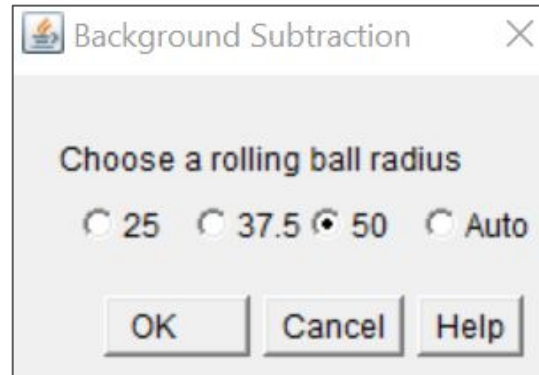 Background Subtraction
Choose a rolling ball radius
25 37.5 50 Auto
OK Cancel Help